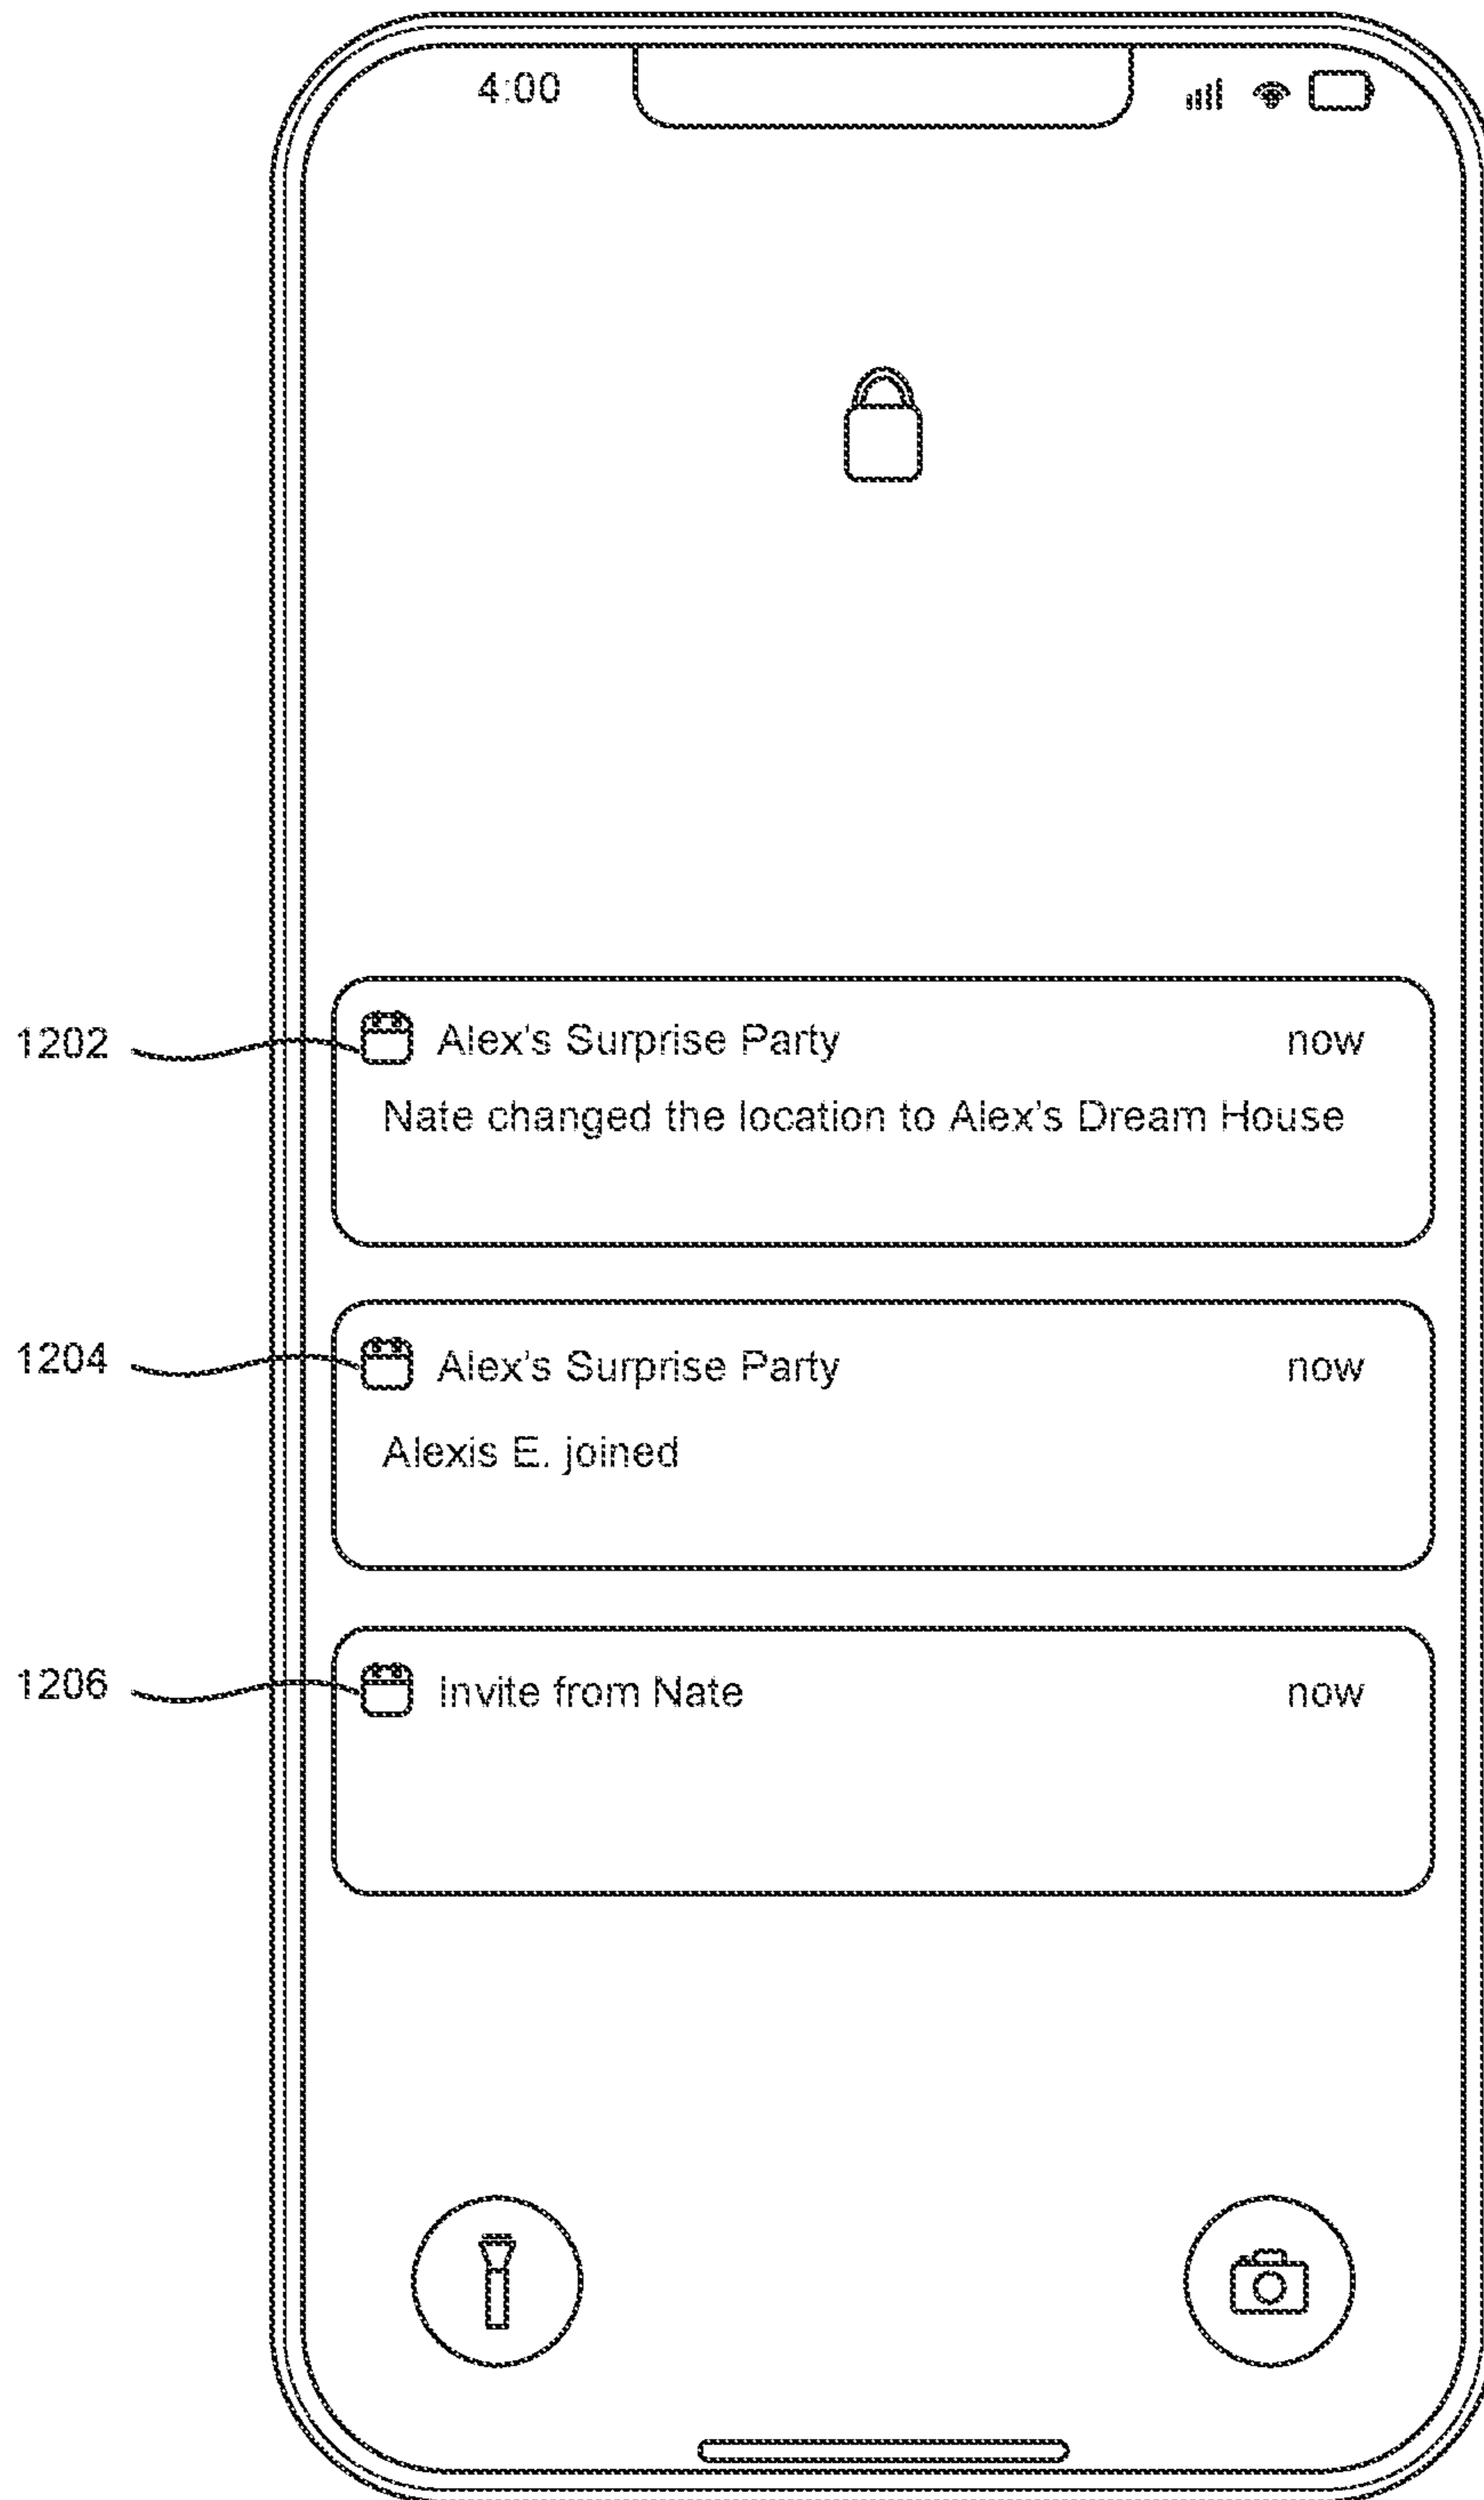 4:00
1202
Alex's Surprise Party now
Nate changed the location to Alex's Dream House
1204
Alex's Surprise Party now
Alexis E. joined
1206
Invite from Nate now